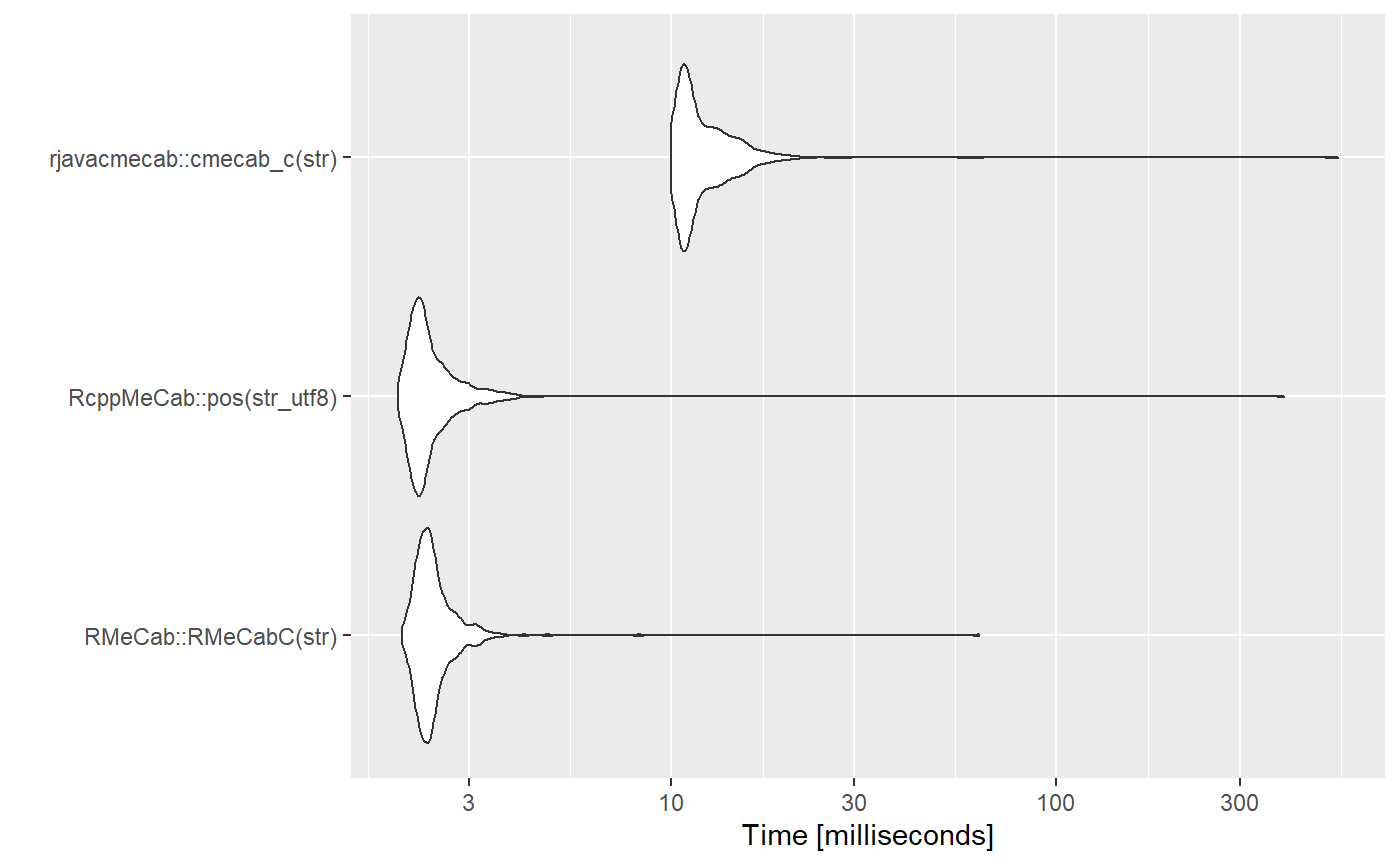 rjavacmecab::cmecab_c(str)
RcppMeCab::pos(str_utf8)
RMeCab::RMeCabC(str)
3 10 30 100 300
Time [milliseconds]